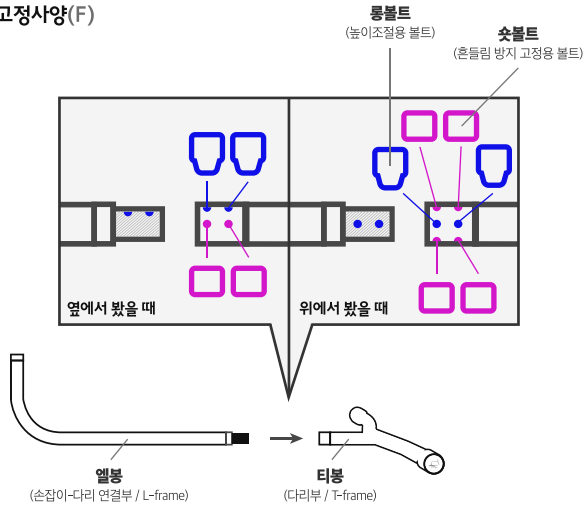 고정사양(F)
롱볼트
(높이조절용 볼트)
숏볼트
(흔들림 방지 고정용 볼트)
옆에서 봤을 때
위에서 봤을 때
엘봉
(손잡이-다리 연결부 / L-frame)
티봉
(다리부 / T-frame)